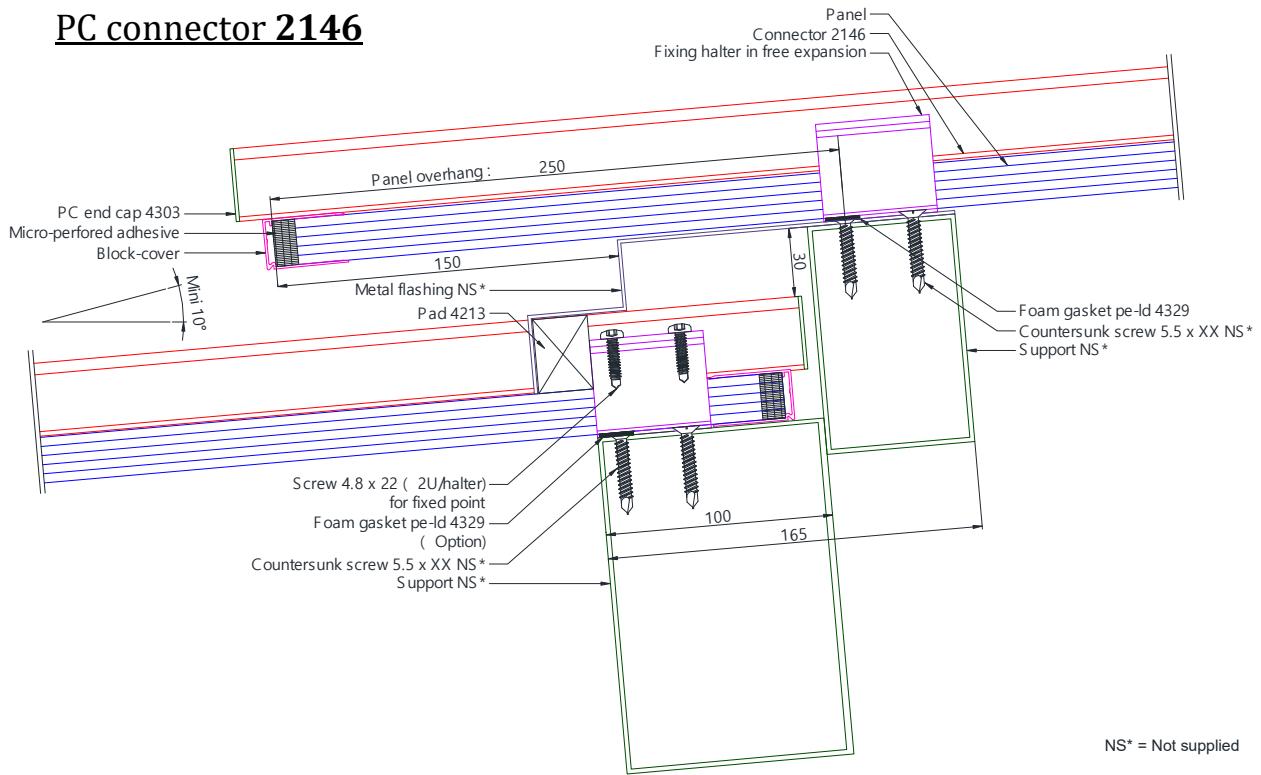 PC connector 2146
Panel
Connector 2146
Fixing halter in free expansion
Panel overhang : 250
PC end cap 4303
Micro-perfored adhesive
Block-cover
150
30
Metal flashing NS*
Mini 10°
Pad 4213
Foam gasket pe-ld 4329
Countersunk screw 5.5 x XX NS*
Support NS*
Screw 4.8 x 22 ( 2U/halter)
for fixed point
Foam gasket pe-ld 4329
( Option)
Countersunk screw 5.5 x XX NS*
Support NS*
100
165
NS* = Not supplied